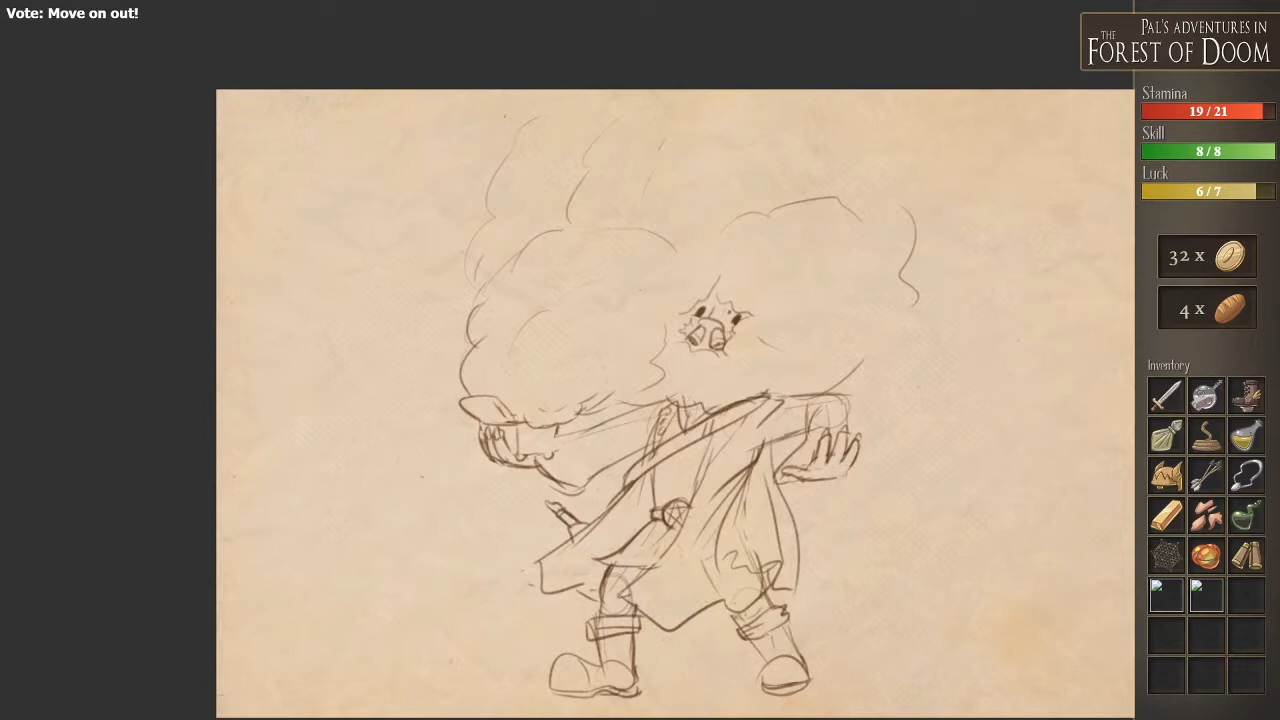 Vote: Move on out!
PAL'S ADVENTURES IN
THE
FOREST OF DOOM
Stamina
19 / 21
Skill
8 / 8
Luck
6 / 7
32 x
4 x
Inventory